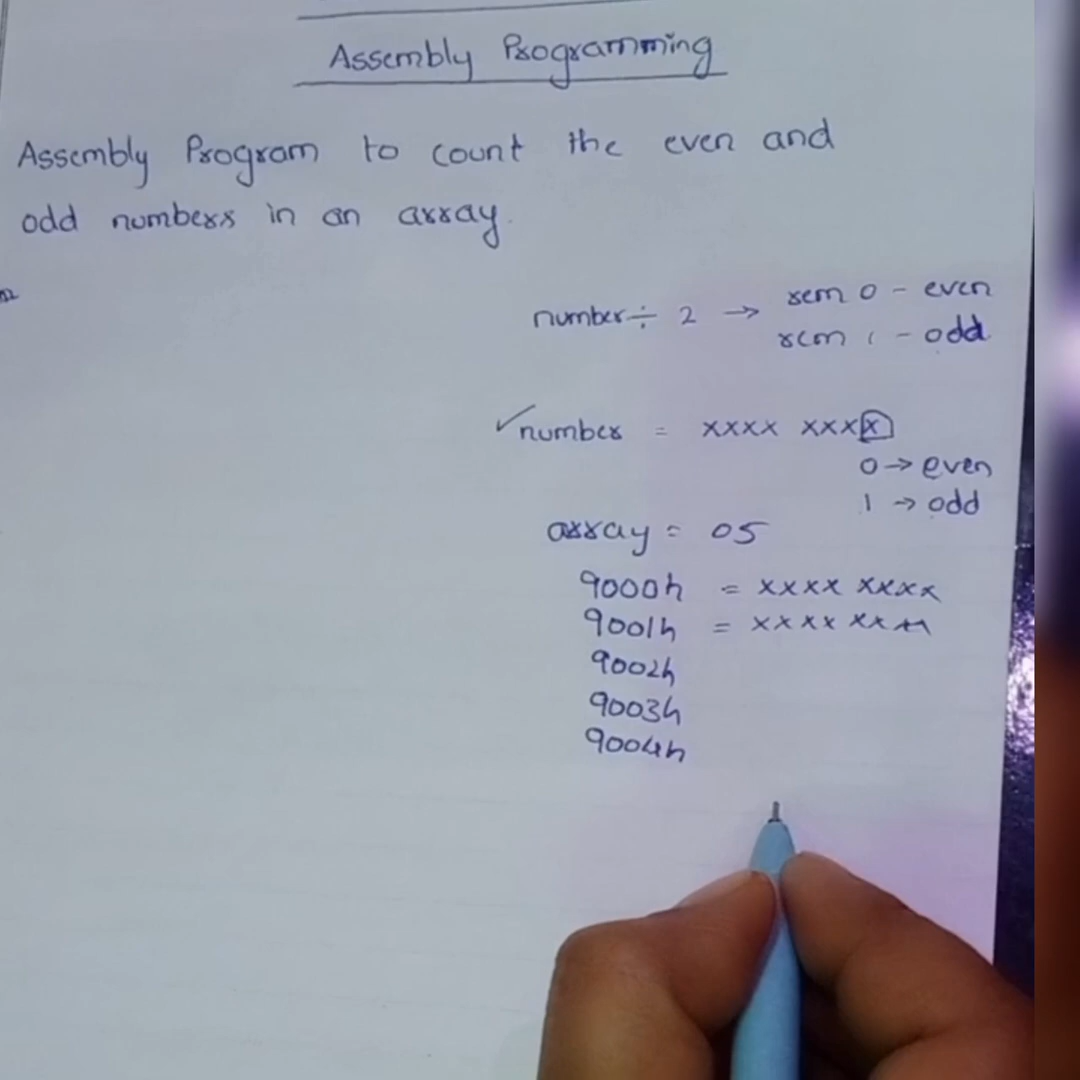 Assembly Programming
Assembly Program to count the even and
odd numbers in an array.
number ÷ 2 → rem 0 - even
rem 1 - odd
✓number = xxxx xxxx
0 → even
1 → odd
array = 05
9000h = xxxx xxxx
9001h = xxxx xx
9002h
9003h
9004h